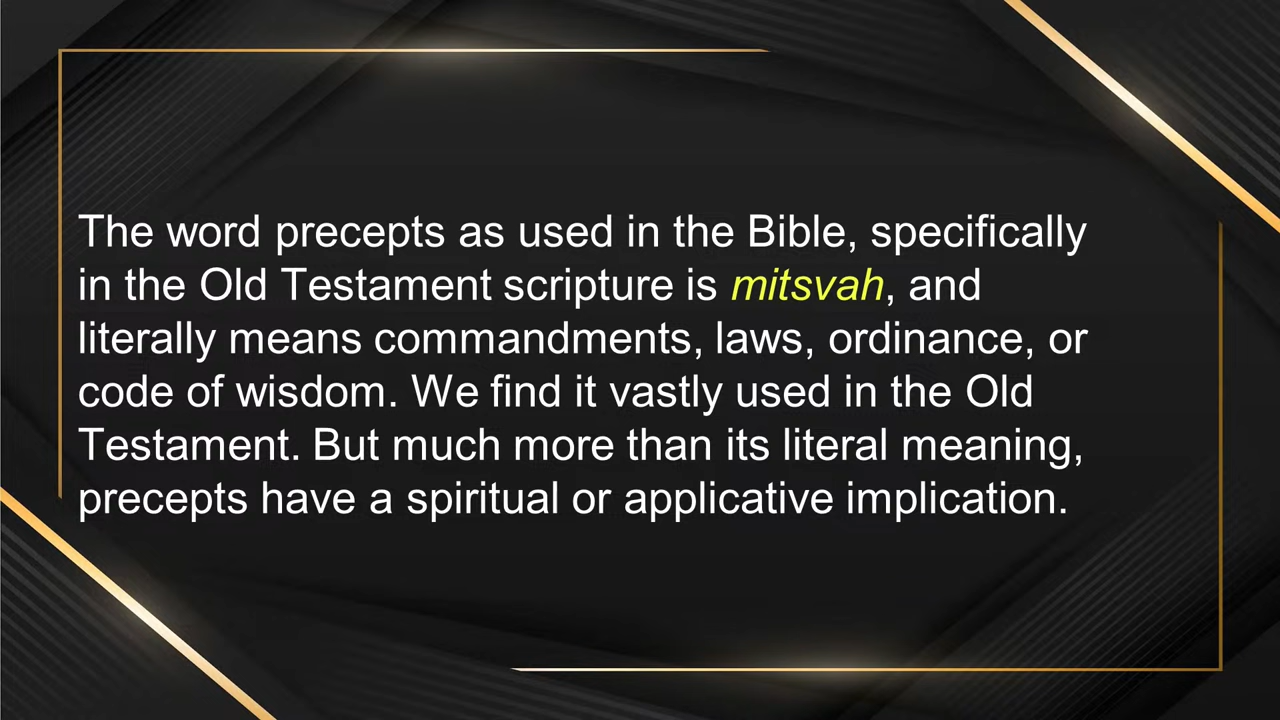 The word precepts as used in the Bible, specifically
in the Old Testament scripture is mitsvah, and
literally means commandments, laws, ordinance, or
code of wisdom. We find it vastly used in the Old
Testament. But much more than its literal meaning,
precepts have a spiritual or applicative implication.